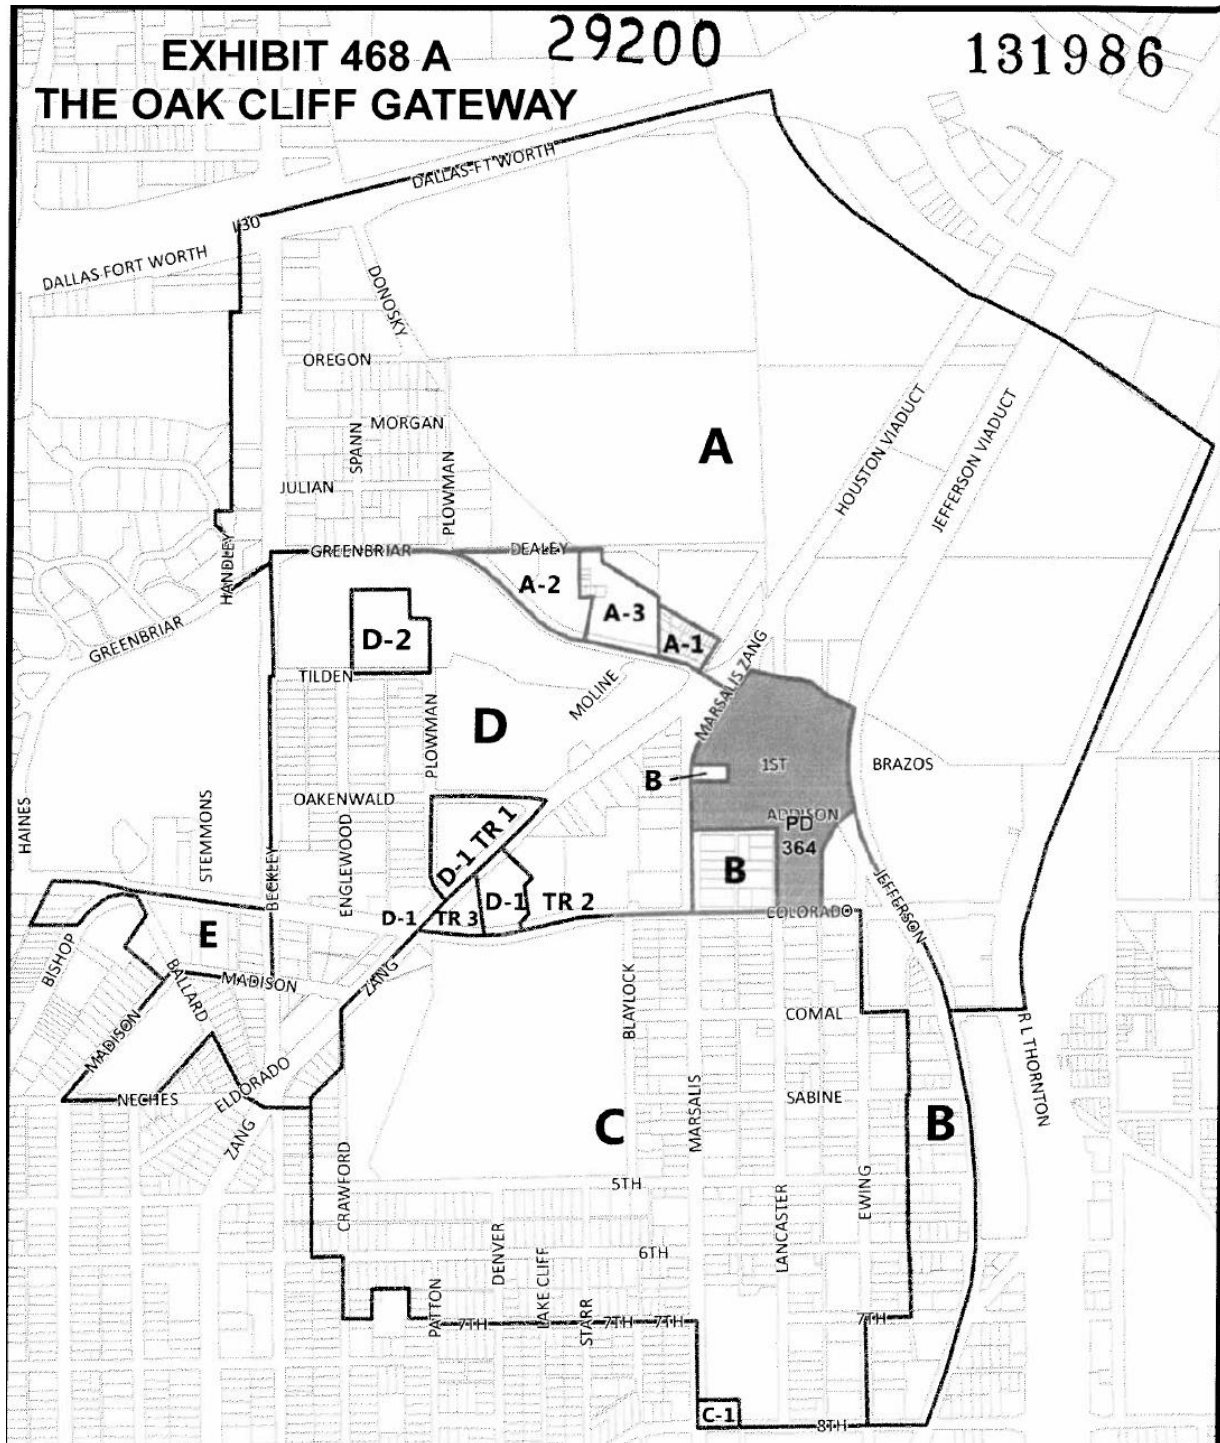 EXHIBIT 468 A
29200
131986
THE OAK CLIFF GATEWAY
DALLAS-FT WORTH
I30
DALLAS FORT WORTH
DONOSKY
OREGON
MORGAN
SPANN
PLOWMAN
JULIAN
A
HOUSTON VIADUCT
JEFFERSON VIADUCT
HANDLEY
GREENBRIAR
DEALEY
A-2
A-3
A-1
GREENBRIAR
D-2
TILDEN
MOLINE
MARSALIS
ZANG
D
PLOWMAN
B
1ST
BRAZOS
OAKENWALD
ADDISON
PD
364
HAINES
STEMMONS
BECKLEY
ENGLEWOOD
D-1 TR 1
B
D-1
TR 3
D-1
TR 2
COLORADO
JEFFERSON
E
BISHOP
BALLARD
MADISON
ZANG
MADISON
BLAYLOCK
COMAL
R L THORNTON
NECHES
ELDORADO
ZANG
MARSALIS
SABINE
C
B
CRAWFORD
5TH
LANCASTER
EWING
DENVER
LAKE CLIFF
6TH
PATTON
7TH
STARR
7TH
7TH
7TH
C-1
8TH